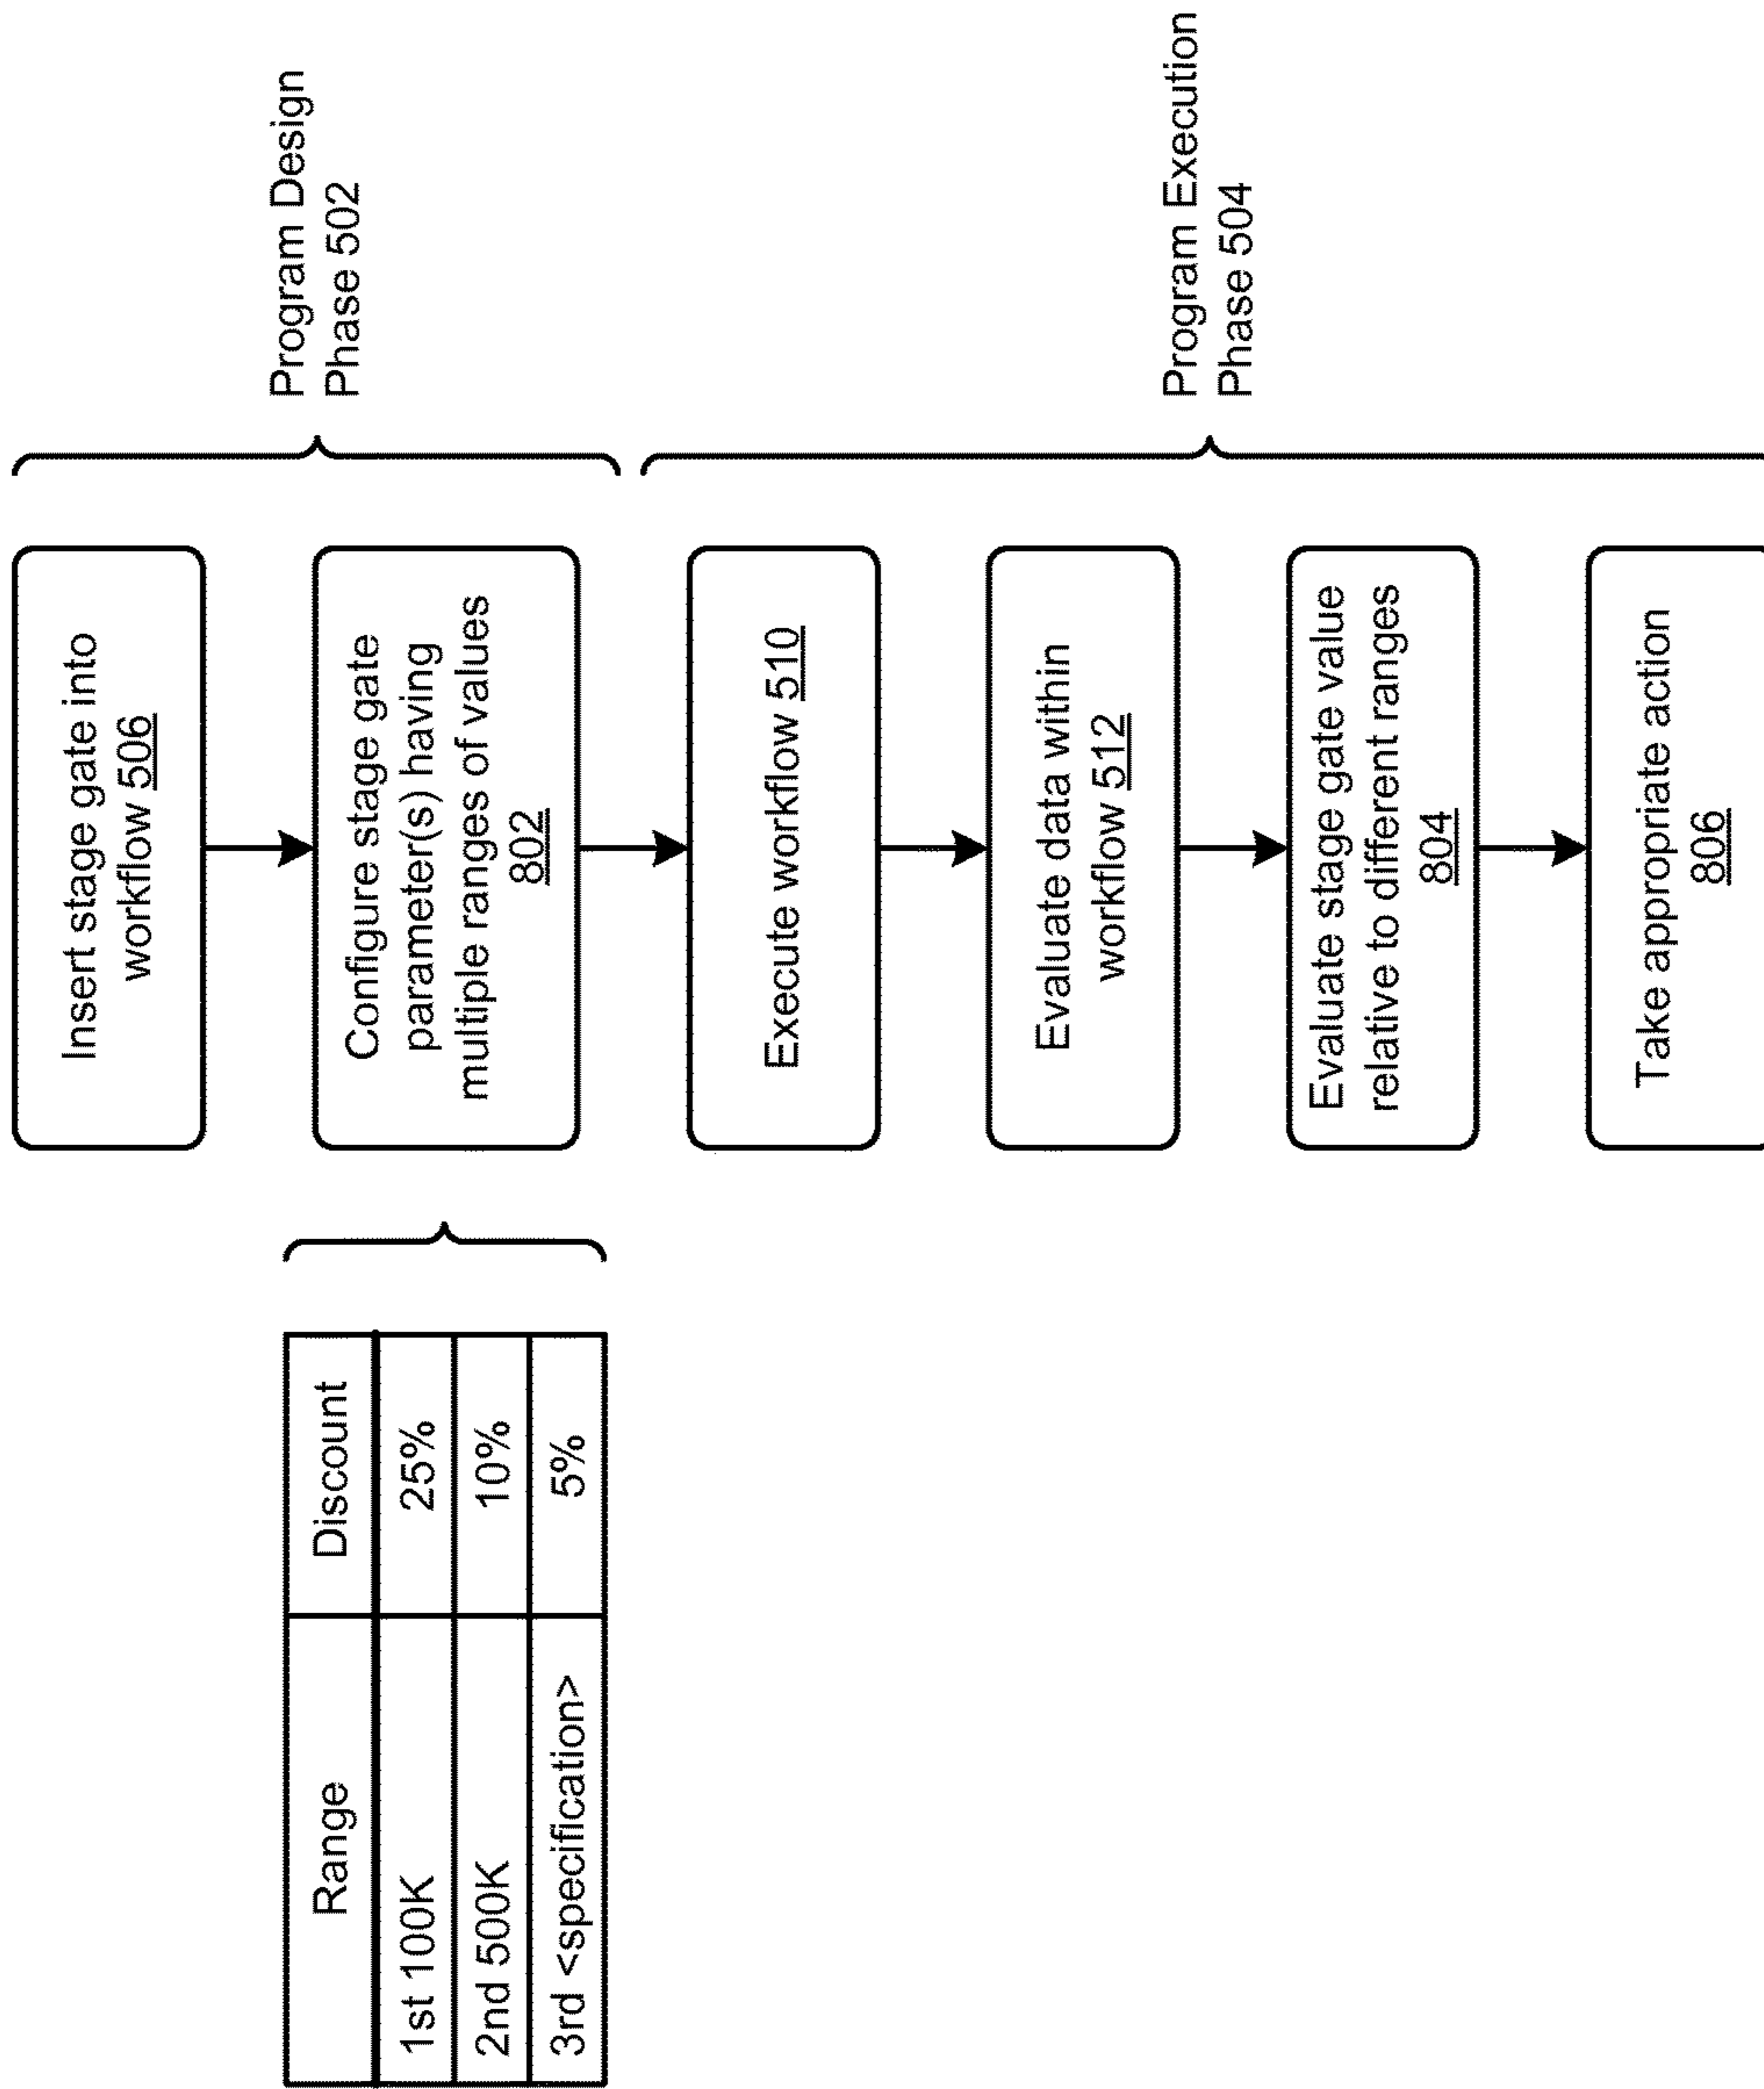 Range
Discount
1st 100K
25%
2nd 500K
10%
3rd <specification>
5%
Insert stage gate into
workflow 506
Configure stage gate
parameter(s) having
multiple ranges of values
802
Execute workflow 510
Evaluate data within
workflow 512
Evaluate stage gate value
relative to different ranges
804
Take appropriate action
806
Program Design
Phase 502
Program Execution
Phase 504